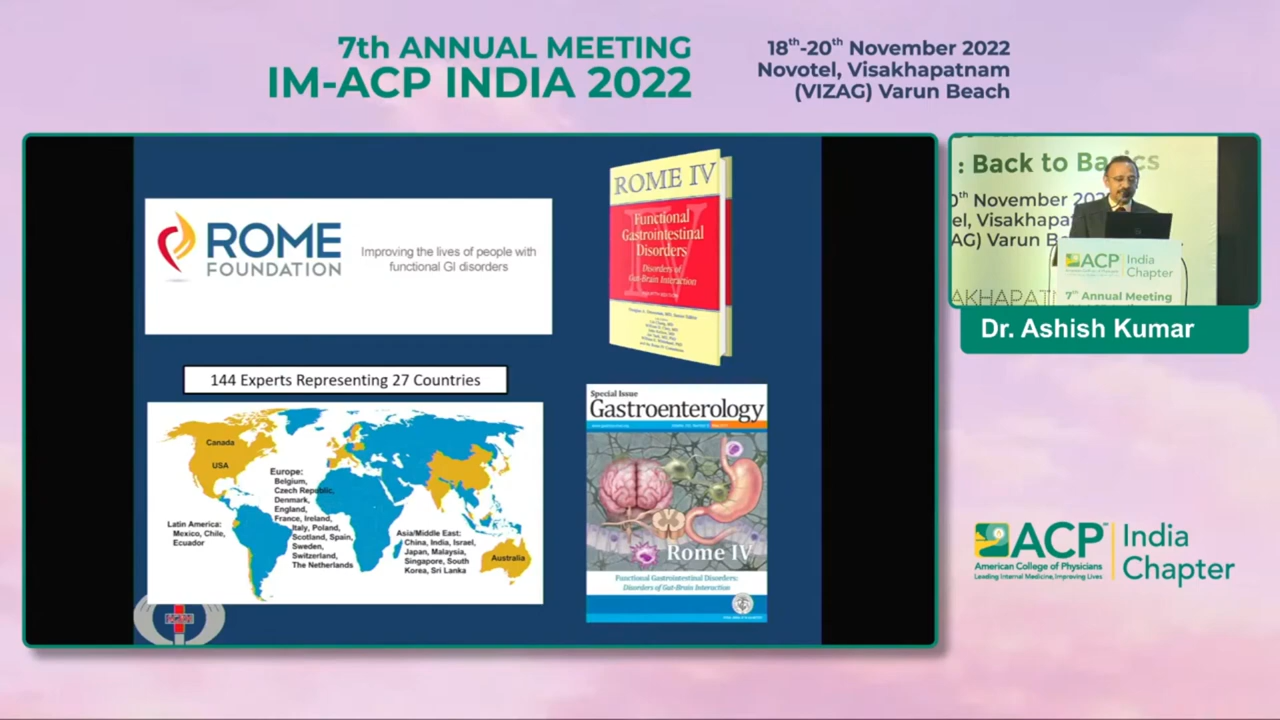 7th ANNUAL MEETING
IM-ACP INDIA 2022
18th-20th November 2022
Novotel, Visakhapatnam
(VIZAG) Varun Beach
ROME
FOUNDATION
Improving the lives of people with
functional GI disorders
ROME IV
Functional
Gastrointestinal
Disorders
Disorders of
Gut-Brain Interaction
144 Experts Representing 27 Countries
Canada
USA
Europe:
Belgium,
Czech Republic,
Denmark,
England,
France, Ireland,
Italy, Poland,
Scotland, Spain,
Sweden,
Switzerland,
The Netherlands
Latin America:
Mexico, Chile,
Ecuador
Asia/Middle East:
China, India, Israel,
Japan, Malaysia,
Singapore, South
Korea, Sri Lanka
Australia
Special Issue
Gastroenterology
Rome IV
Functional Gastrointestinal Disorders:
Disorders of Gut-Brain Interaction
: Back to Basics
November 202
el, Visakhapa
AG) Varun B
AKHAPAT
ACP
India
Chapter
7th Annual Meeting
Dr. Ashish Kumar
ACP
American College of Physicians
Leading Internal Medicine, Improving Lives
India
Chapter